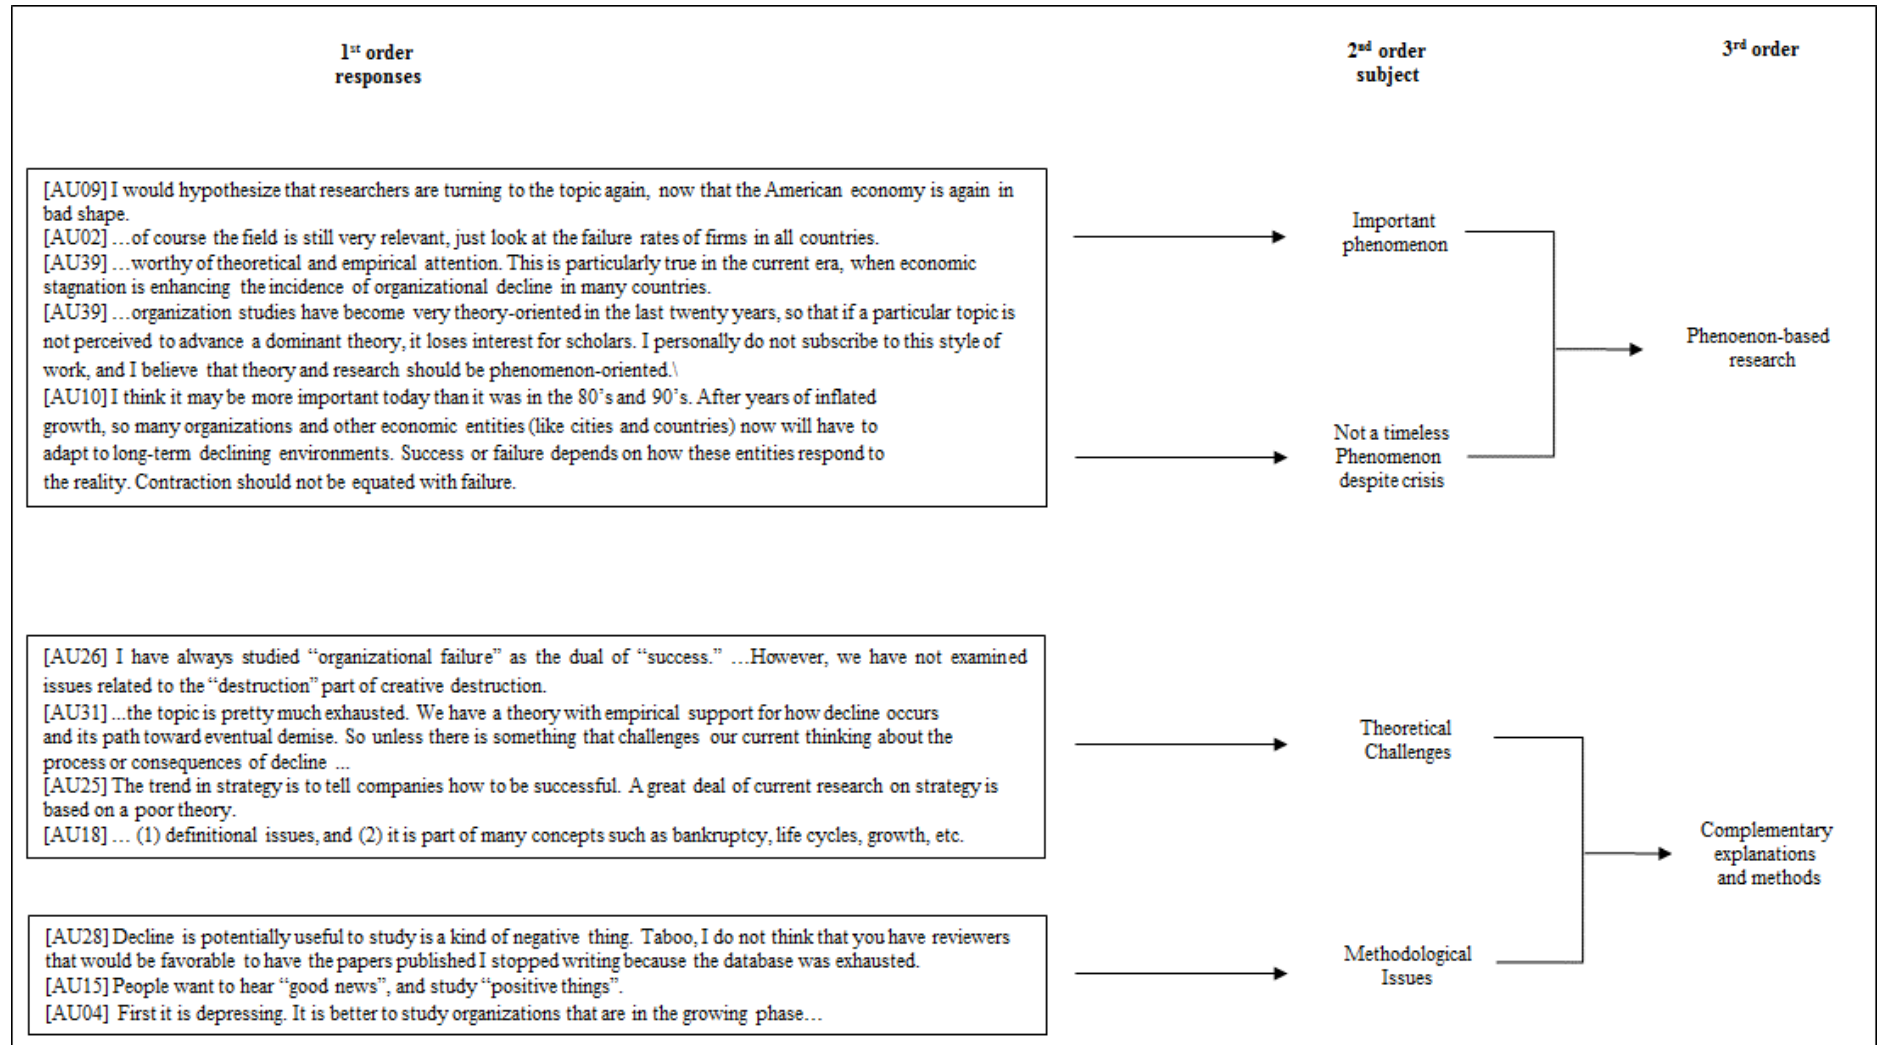 1st order
responses
2nd order
subject
3rd order
[AU09] I would hypothesize that researchers are turning to the topic again, now that the American economy is again in
bad shape.
[AU02] …of course the field is still very relevant, just look at the failure rates of firms in all countries.
[AU39] …worthy of theoretical and empirical attention. This is particularly true in the current era, when economic
stagnation is enhancing the incidence of organizational decline in many countries.
[AU39] …organization studies have become very theory-oriented in the last twenty years, so that if a particular topic is
not perceived to advance a dominant theory, it loses interest for scholars. I personally do not subscribe to this style of
work, and I believe that theory and research should be phenomenon-oriented.\
[AU10] I think it may be more important today than it was in the 80’s and 90’s. After years of inflated
growth, so many organizations and other economic entities (like cities and countries) now will have to
adapt to long-term declining environments. Success or failure depends on how these entities respond to
the reality. Contraction should not be equated with failure.
Important
phenomenon
Not a timeless
Phenomenon
despite crisis
Phenoenon-based
research
[AU26] I have always studied “organizational failure” as the dual of “success.” …However, we have not examined
issues related to the “destruction” part of creative destruction.
[AU31] ...the topic is pretty much exhausted. We have a theory with empirical support for how decline occurs
and its path toward eventual demise. So unless there is something that challenges our current thinking about the
process or consequences of decline ...
[AU25] The trend in strategy is to tell companies how to be successful. A great deal of current research on strategy is
based on a poor theory.
[AU18] … (1) definitional issues, and (2) it is part of many concepts such as bankruptcy, life cycles, growth, etc.
Theoretical
Challenges
[AU28] Decline is potentially useful to study is a kind of negative thing. Taboo, I do not think that you have reviewers
that would be favorable to have the papers published I stopped writing because the database was exhausted.
[AU15] People want to hear “good news”, and study “positive things”.
[AU04] First it is depressing. It is better to study organizations that are in the growing phase…
Methodological
Issues
Complementary
explanations
and methods